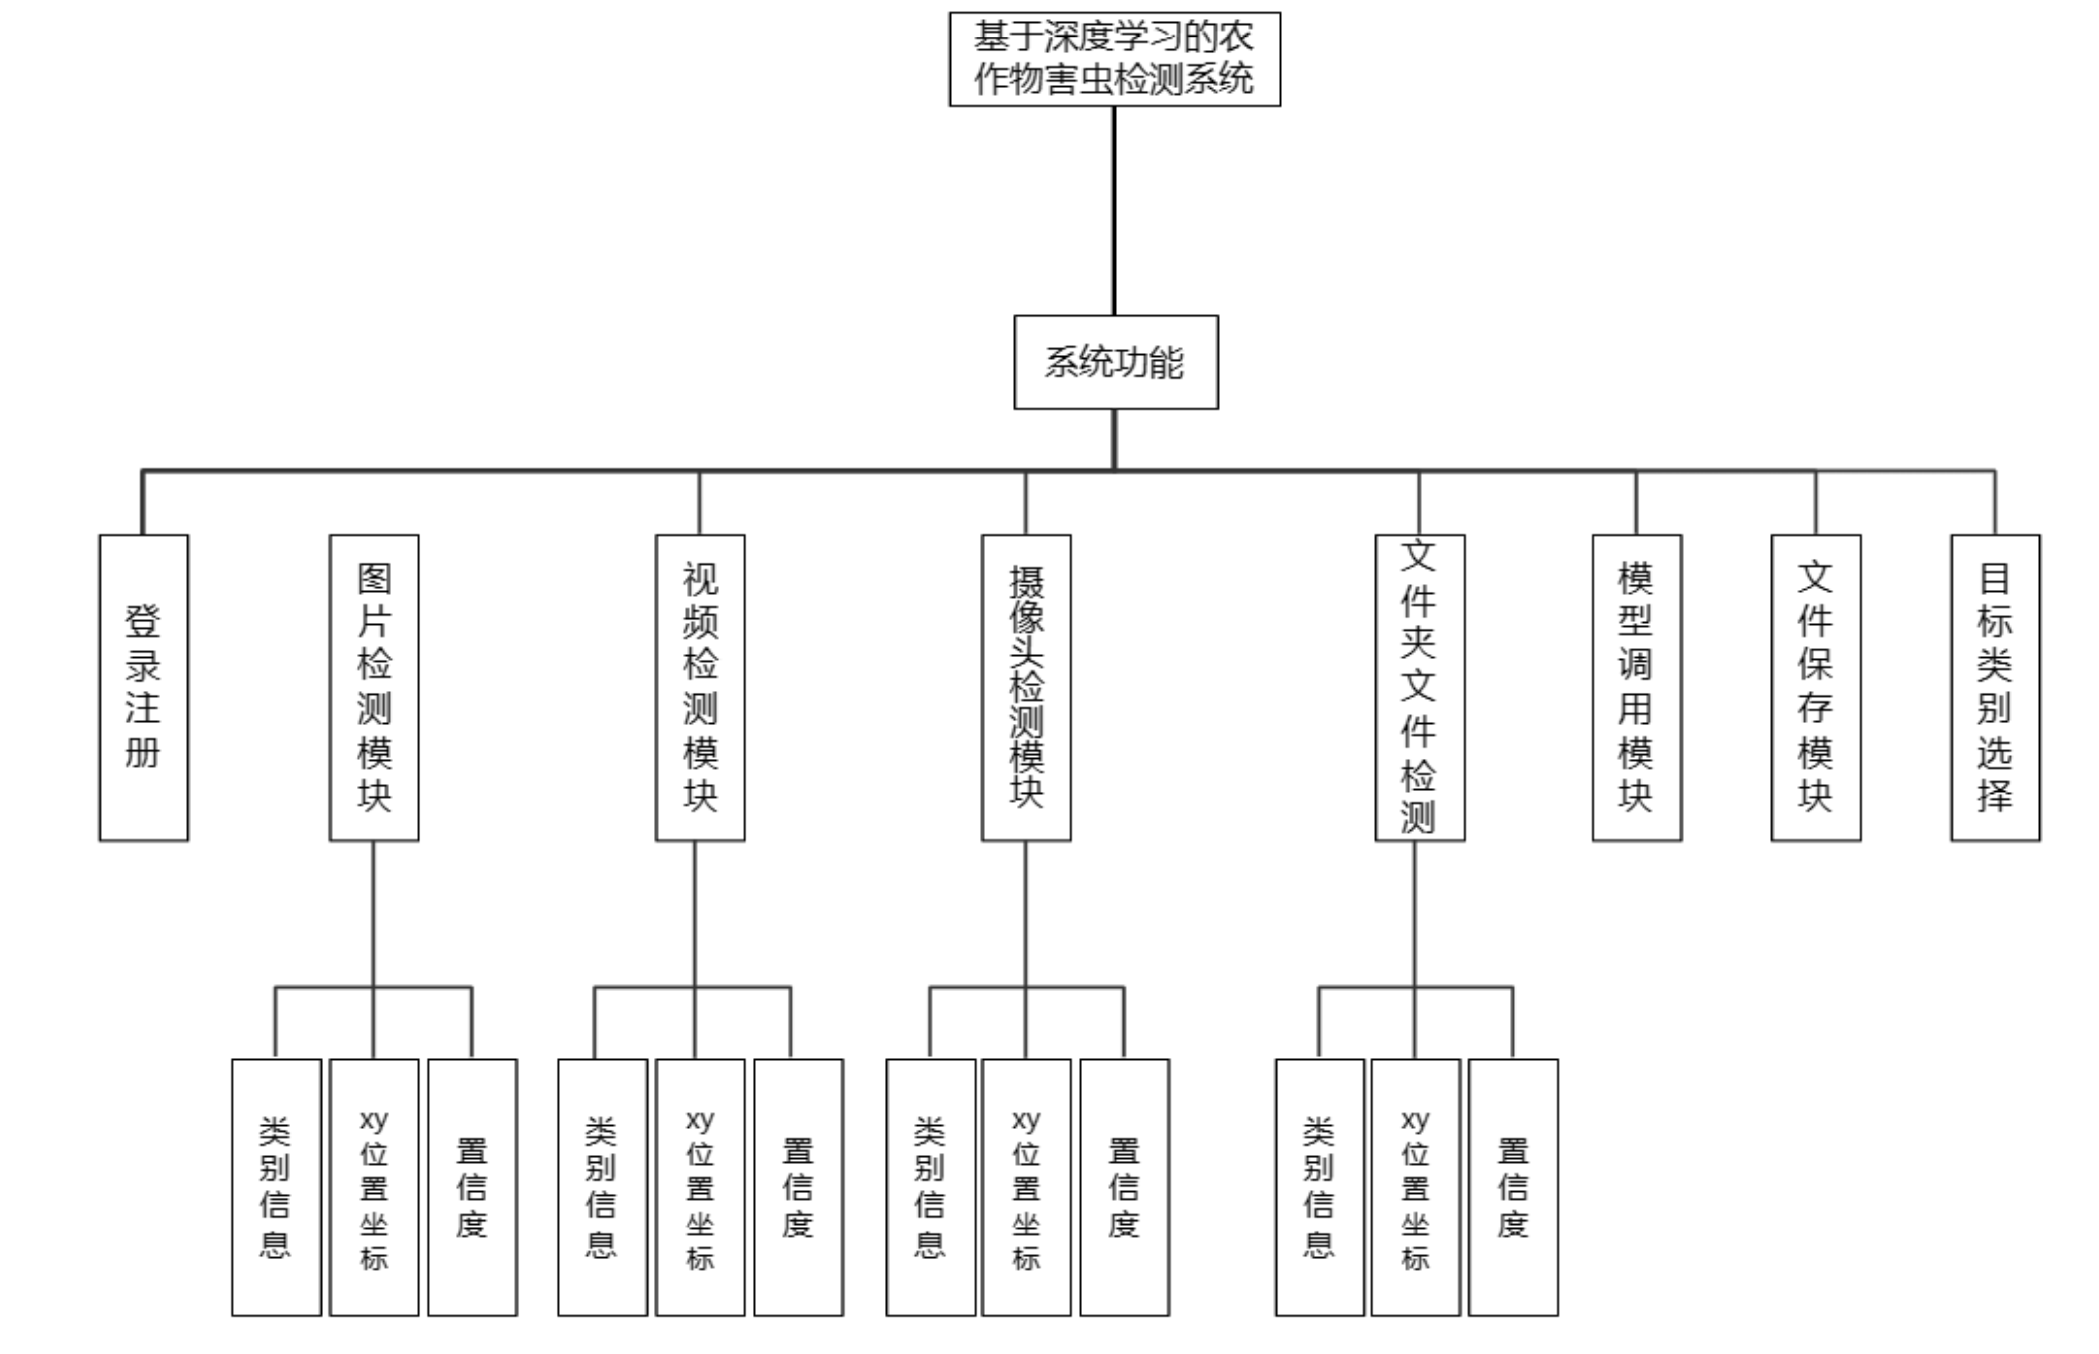 基于深度学习的农
作物害虫检测系统
系统功能
登录注册
图片检测模块
视频检测模块
摄像头检测模块
文件夹文件检测
模型调用模块
文件保存模块
目标类别选择
类别信息
xy位置坐标
置信度
类别信息
xy位置坐标
置信度
类别信息
xy位置坐标
置信度
类别信息
xy位置坐标
置信度